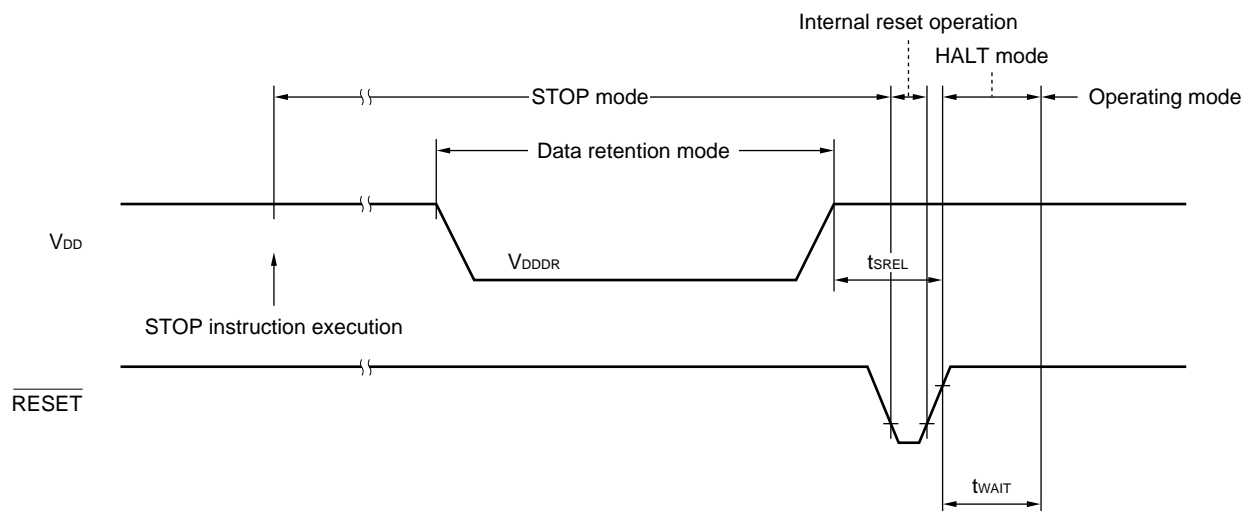 Internal reset operation
HALT mode
STOP mode
Operating mode
Data retention mode
VDD
VDDDR
tSREL
STOP instruction execution
RESET
tWAIT